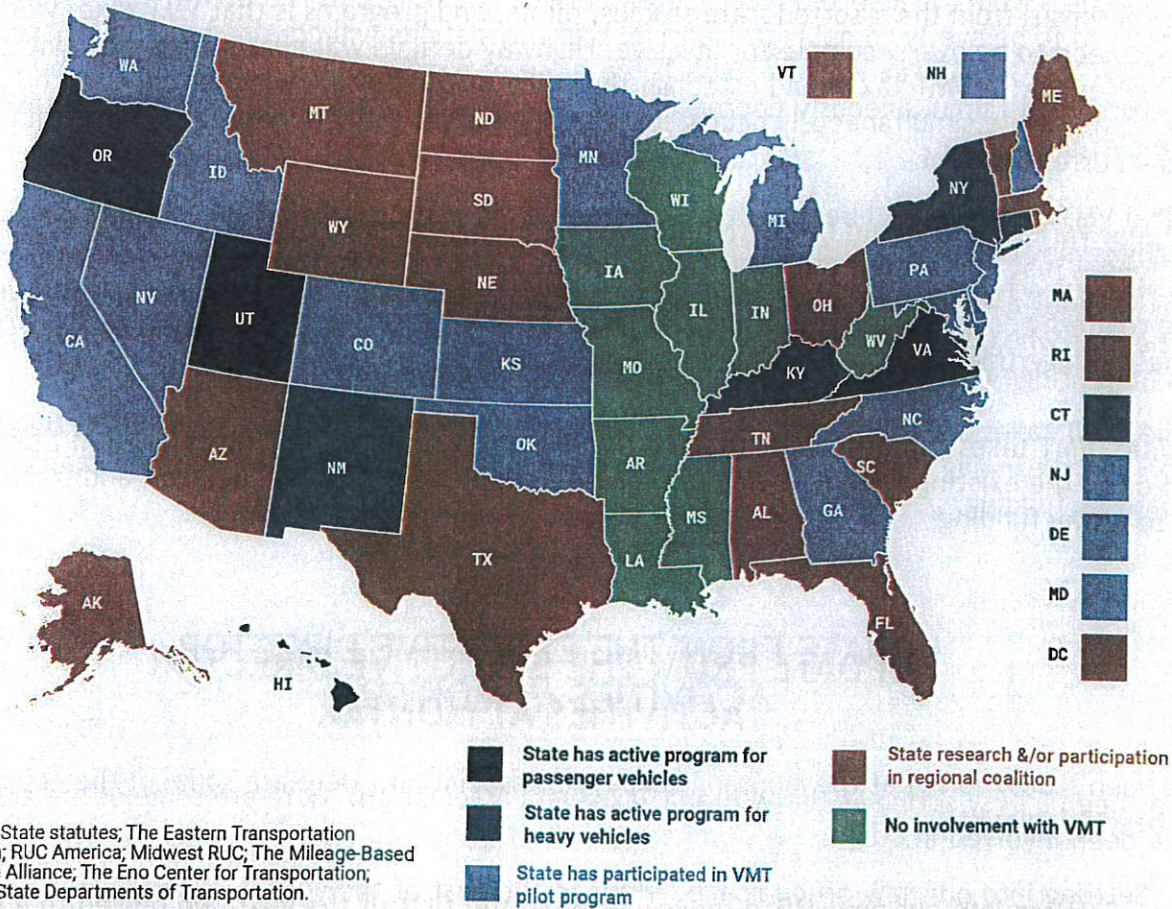 VT
NH
ME
WA
MT
ND
MN
OR
ID
WI
NY
SD
MI
WY
IA
PA
NE
NV
IL
IN
OH
MA
UT
CO
WV
VA
CA
KS
MO
KY
RI
NC
CT
TN
OK
AZ
NM
AR
SC
NJ
MS
AL
GA
DE
TX
LA
AK
MD
FL
DC
HI
State has active program for
passenger vehicles
State research &/or participation
in regional coalition
State has active program for
heavy vehicles
No involvement with VMT
State has participated in VMT
pilot program
State statutes; The Eastern Transportation
; RUC America; Midwest RUC; The Mileage-Based
Alliance; The Eno Center for Transportation;
State Departments of Transportation.